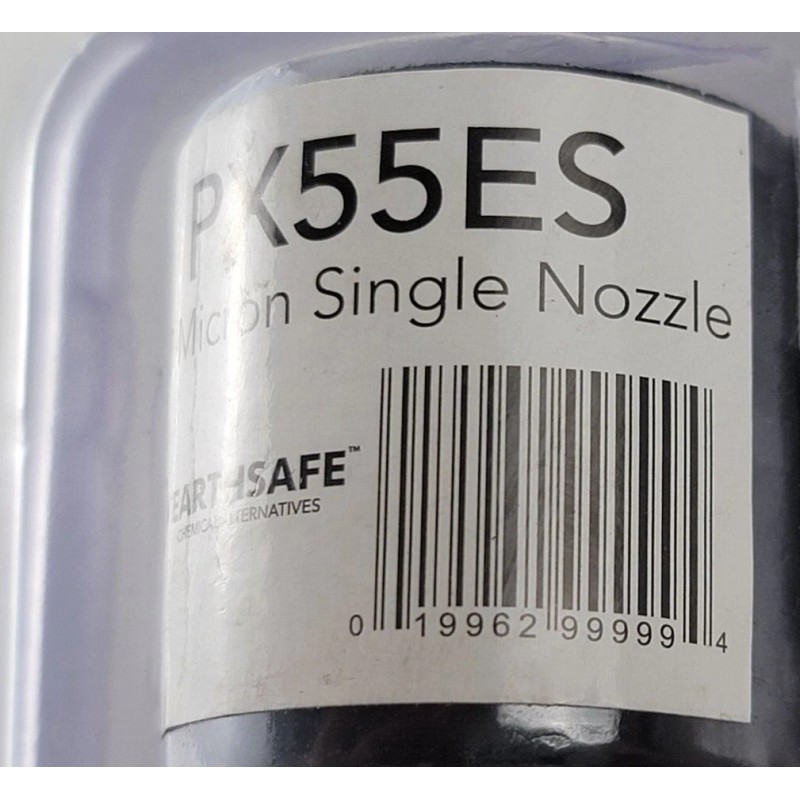 PX55ES
Micron Single Nozzle
EARTHSAFE™
CHEMICAL ALTERNATIVES
0 19962 99999 4